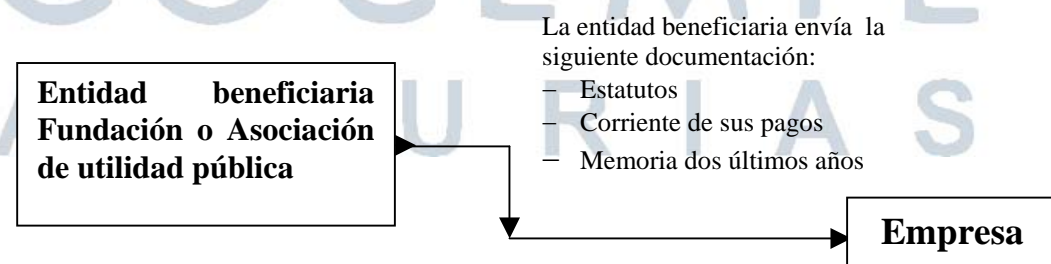 La entidad beneficiaria envía la
siguiente documentación:
– Estatutos
– Corriente de sus pagos
– Memoria dos últimos años
Entidad beneficiaria
Fundación o Asociación
de utilidad pública
Empresa